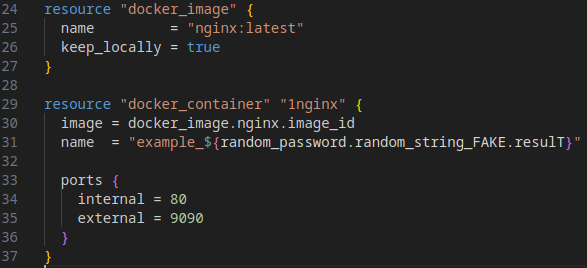 24 resource "docker_image" {
25   name         = "nginx:latest"
26   keep_locally = true
27 }
28
29 resource "docker_container" "1nginx" {
30   image = docker_image.nginx.image_id
31   name  = "example_${random_password.random_string_FAKE.resulT}"
32
33   ports {
34     internal = 80
35     external = 9090
36   }
37 }